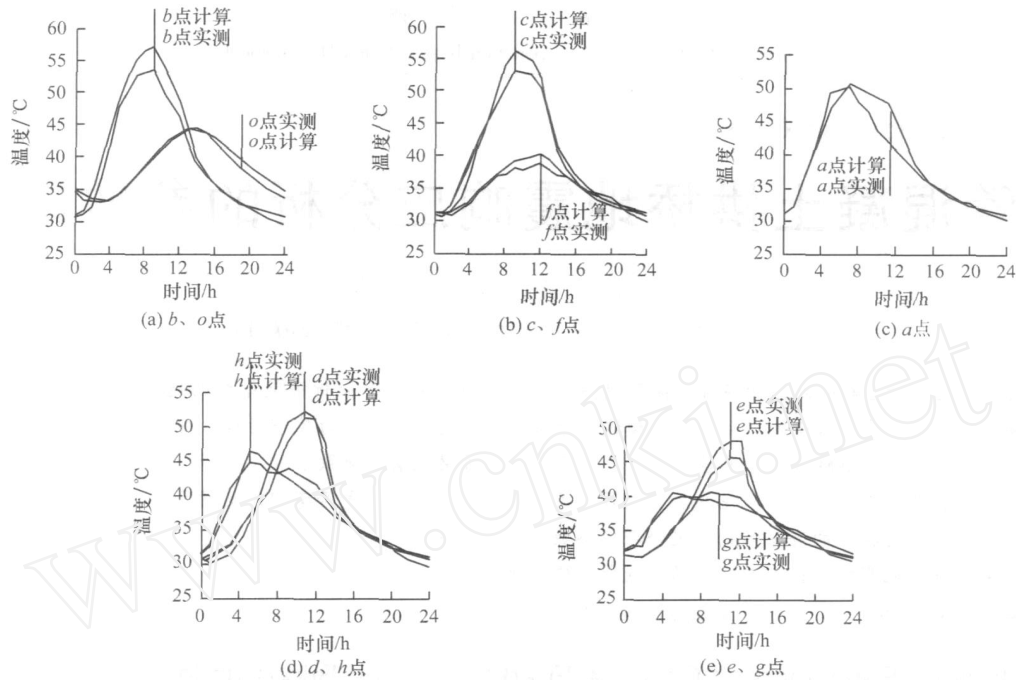 60
55
50
45
40
35
30
25
温度/℃
b点计算
b点实测
o点实测
o点计算
0 4 8 12 16 20 24
时间/h
(a) b、o点
60
55
50
45
40
35
30
25
温度/℃
c点计算
c点实测
f点计算
f点实测
0 4 8 12 16 20 24
时间/h
(b) c、f点
55
50
45
40
35
30
25
温度/℃
a点计算
a点实测
0 4 8 12 16 20 24
时间/h
(c) a点
55
50
45
40
35
30
25
温度/℃
h点实测
h点计算
d点实测
d点计算
0 4 8 12 16 20 24
时间/h
(d) d、h点
50
45
40
35
30
25
温度/℃
e点实测
e点计算
g点计算
g点实测
0 4 8 12 16 20 24
时间/h
(e) e、g点
www.cnki.net